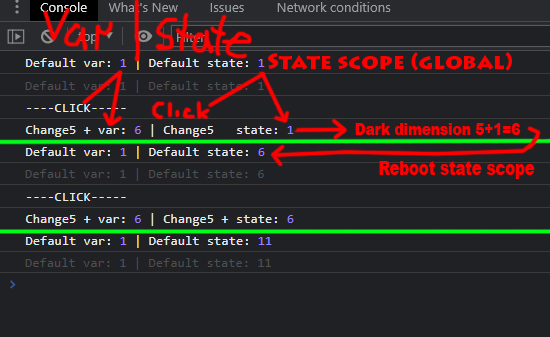 Console What's New Issues Network conditions
top Filter
Var | State
Default var: 1 | Default state: 1
STATE SCOPE (GLOBAL)
Default var: 1 | Default state: 1
----CLICK-----
Click
Change5 + var: 6 | Change5 state: 1
Dark dimension 5+1=6
Default var: 1 | Default state: 6
Reboot state scope
Default var: 1 | Default state: 6
----CLICK-----
Change5 + var: 6 | Change5 + state: 6
Default var: 1 | Default state: 11
Default var: 1 | Default state: 11